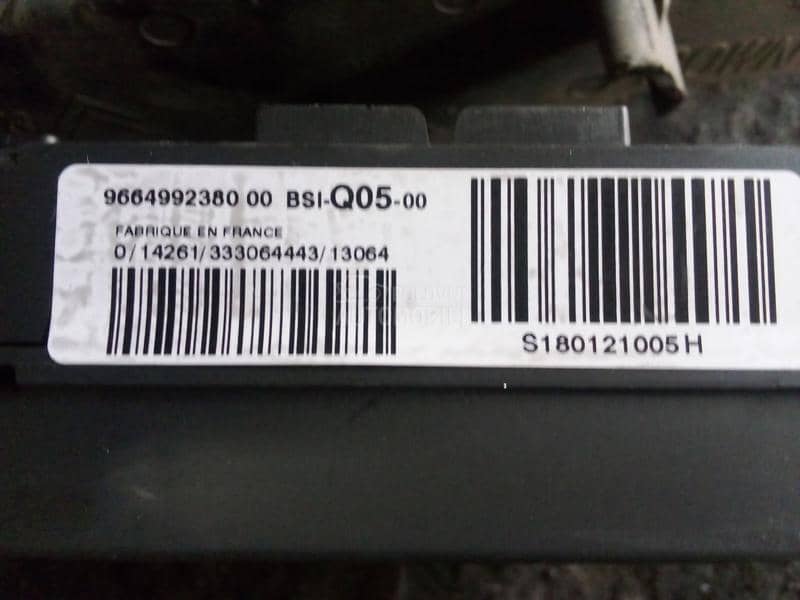 9664992380 00 BSI-Q05-00
FABRIQUE EN FRANCE
0/14261/333064443/13064
S180121005H